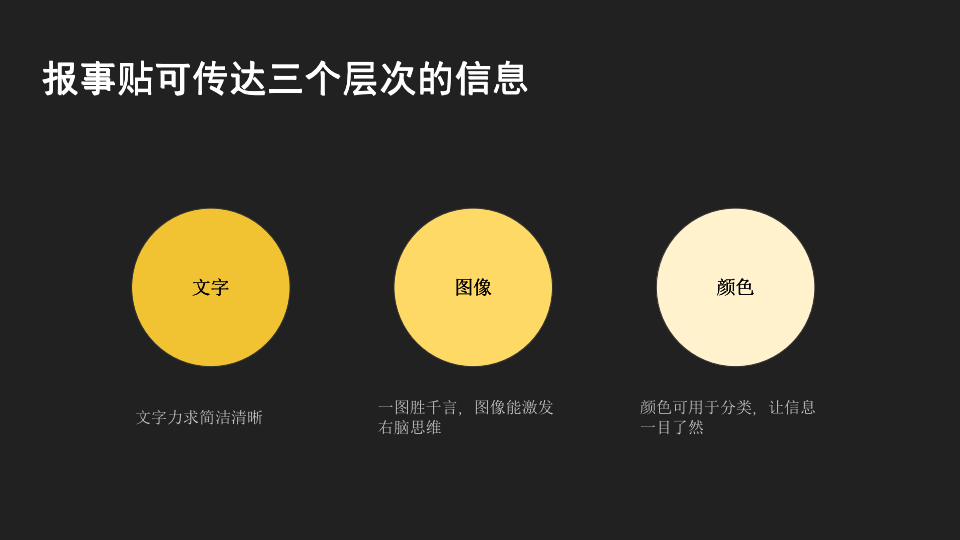 报事贴可传达三个层次的信息
文字
图像
颜色
文字力求简洁清晰
一图胜千言，图像能激发
右脑思维
颜色可用于分类，让信息
一目了然